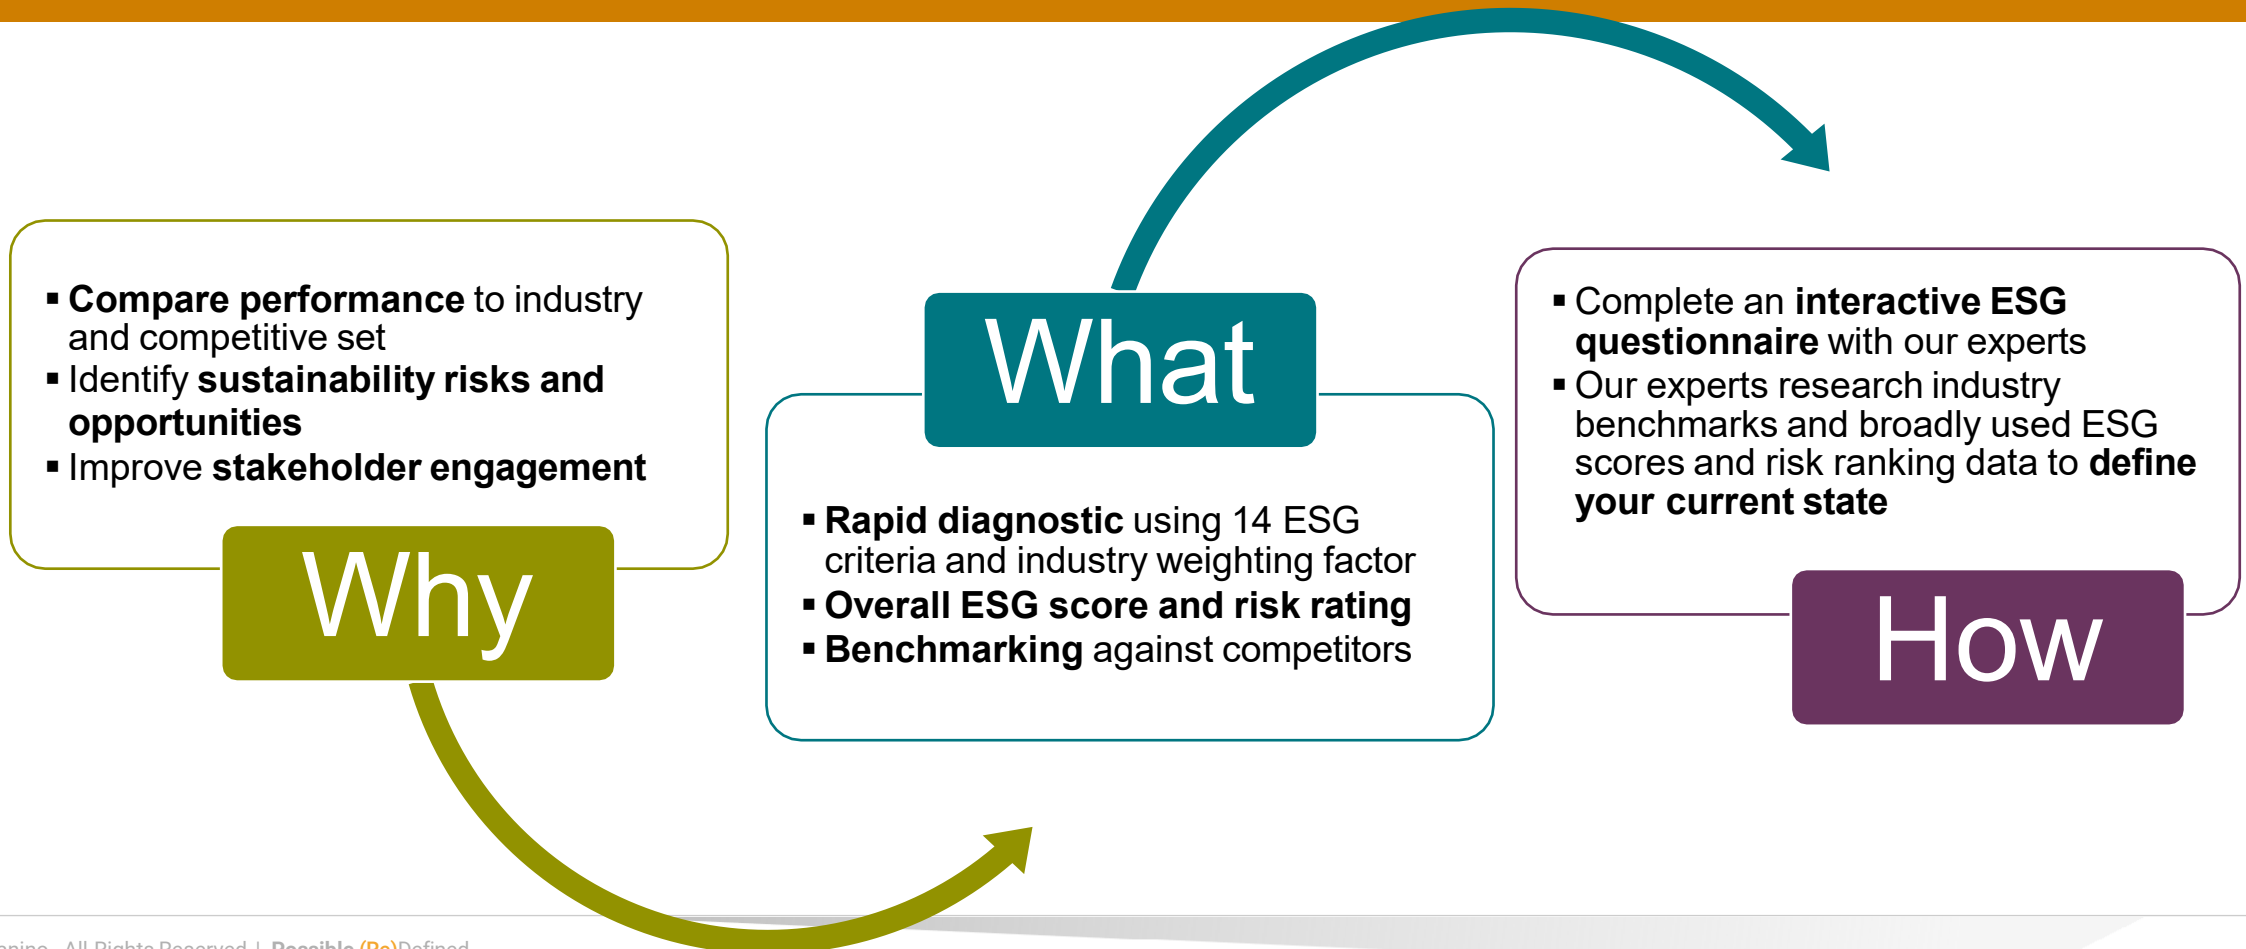 ▪ Compare performance to industry
and competitive set
▪ Identify sustainability risks and
opportunities
▪ Improve stakeholder engagement
Why
What
▪ Rapid diagnostic using 14 ESG
criteria and industry weighting factor
▪ Overall ESG score and risk rating
▪ Benchmarking against competitors
▪ Complete an interactive ESG
questionnaire with our experts
▪ Our experts research industry
benchmarks and broadly used ESG
scores and risk ranking data to define
your current state
How
All Rights Reserved | Possible (Re)Defined